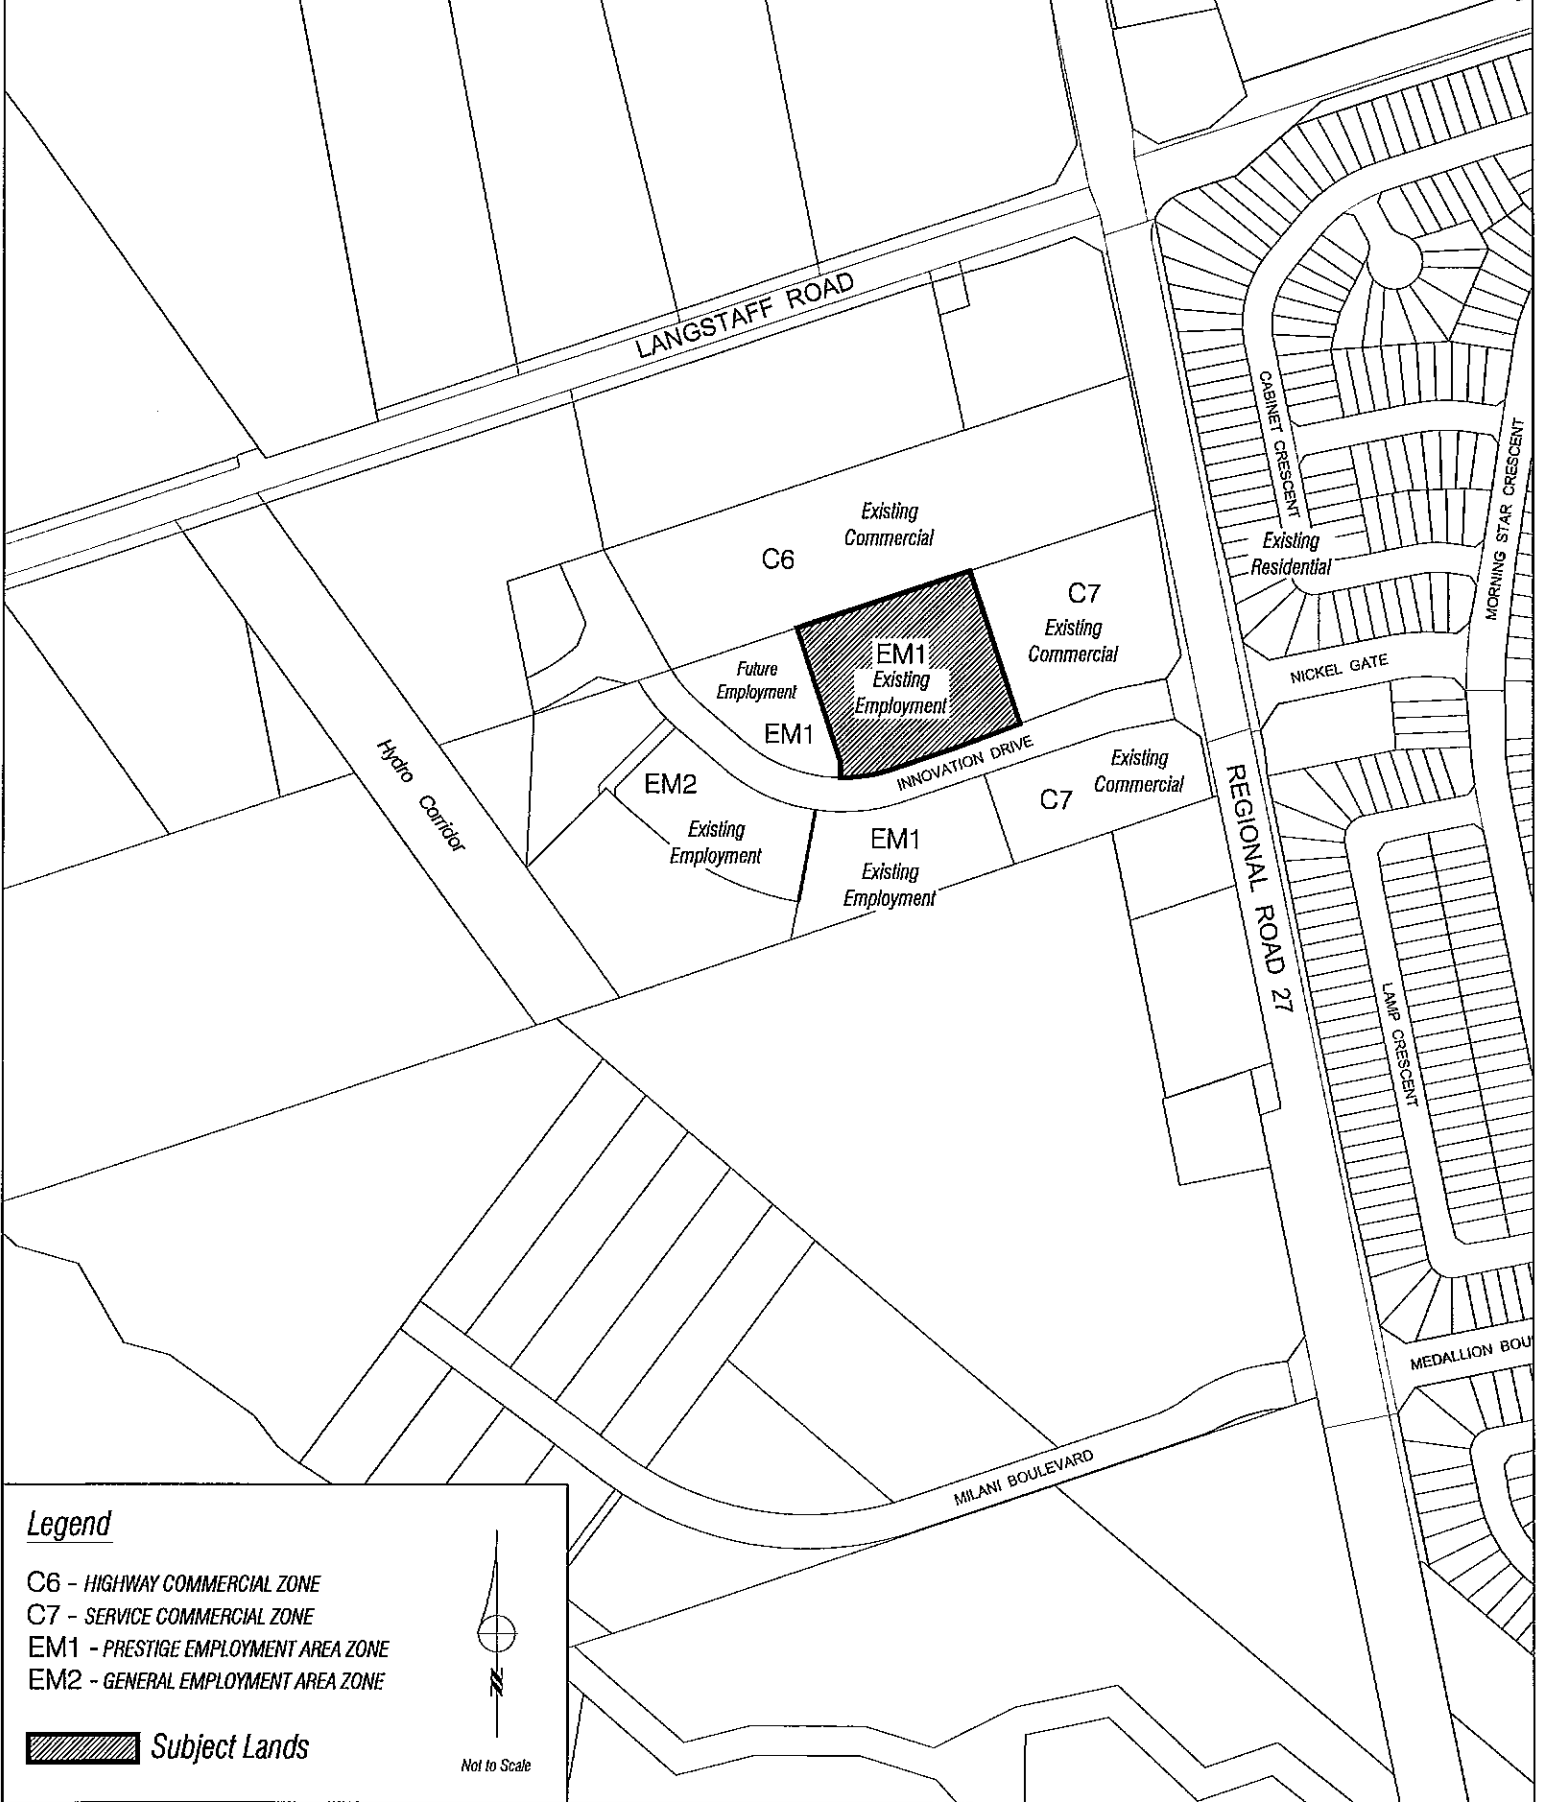 LANGSTAFF ROAD
CABINET CRESCENT
MORNING STAR CRESCENT
Existing
Commercial
C6
Existing
Residential
C7
Existing
Commercial
EM1
Existing
Employment
Future
Employment
EM1
NICKEL GATE
INNOVATION DRIVE
Hydro Corridor
EM2
Existing
Employment
Existing
Commercial
C7
EM1
Existing
Employment
REGIONAL ROAD 27
LAMP CRESCENT
MEDALLION BOU
MILANI BOULEVARD
Legend
C6 - HIGHWAY COMMERCIAL ZONE
C7 - SERVICE COMMERCIAL ZONE
EM1 - PRESTIGE EMPLOYMENT AREA ZONE
EM2 - GENERAL EMPLOYMENT AREA ZONE
N
Subject Lands
Not to Scale